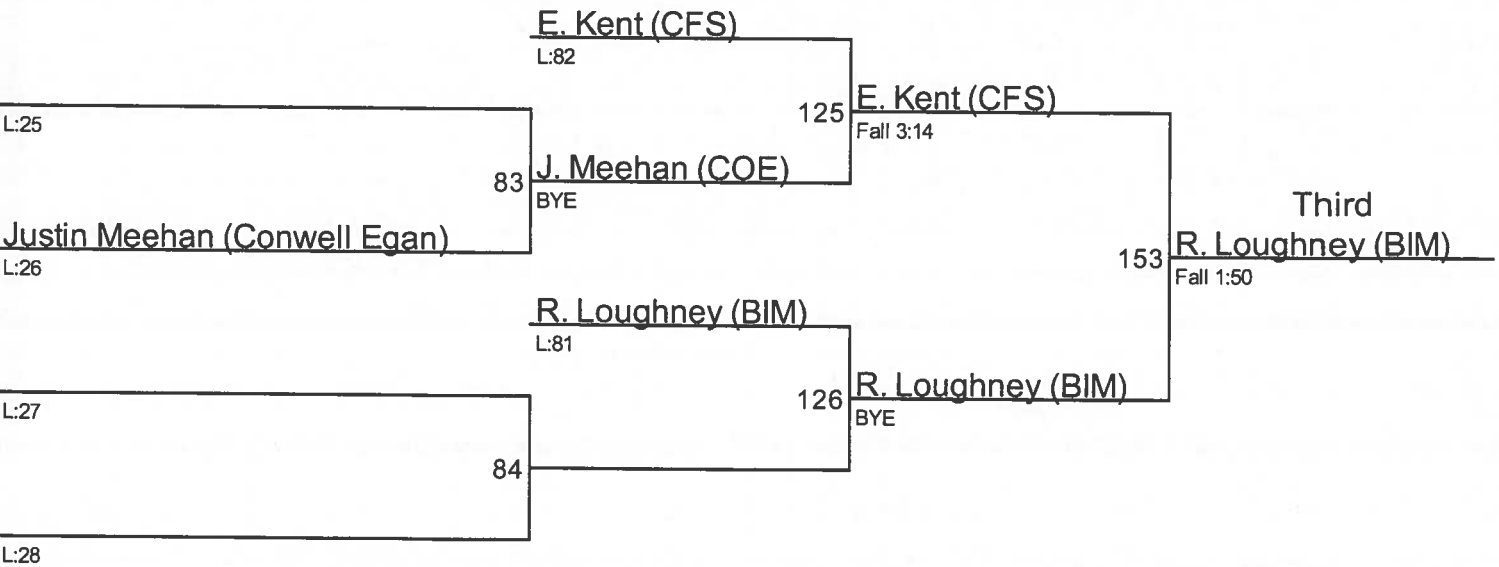 E. Kent (CFS)
L:82
L:25
125
E. Kent (CFS)
Fall 3:14
83
J. Meehan (COE)
BYE
Third
Justin Meehan (Conwell Egan)
L:26
153
R. Loughney (BIM)
Fall 1:50
R. Loughney (BIM)
L:81
L:27
126
R. Loughney (BIM)
BYE
84
L:28